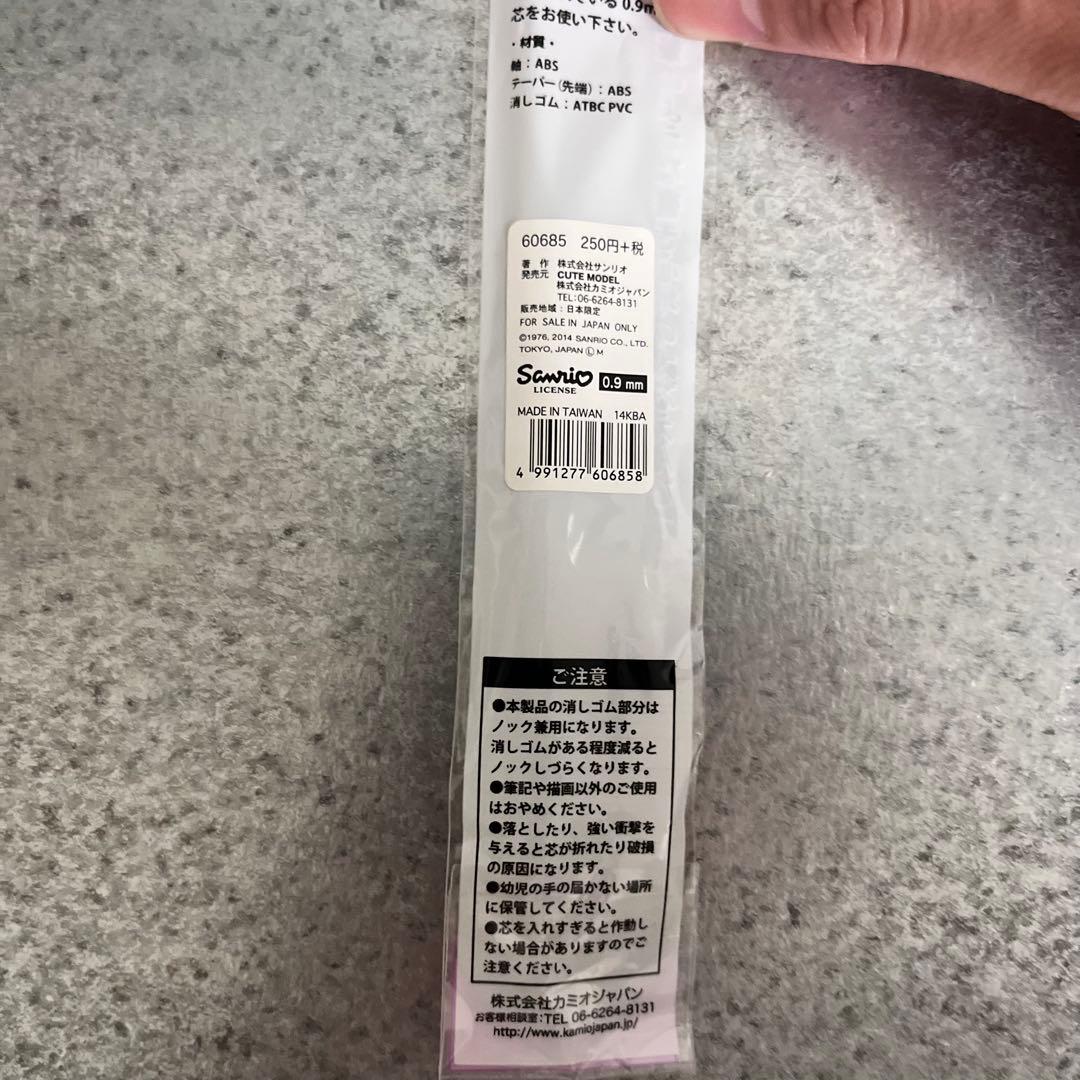 いる 0.9m
芯をお使い下さい。
・材質・
軸：ABS
テーパー(先端)：ABS
消しゴム：ATBC PVC
60685 250円+税
著 作 株式会社サンリオ
発売元 CUTE MODEL
株式会社カミオジャパン
TEL:06-6264-8131
販売地域：日本限定
FOR SALE IN JAPAN ONLY
©1976, 2014 SANRIO CO., LTD.
TOKYO, JAPAN Ⓛ M
Sanrio 0.9 mm
LICENSE
MADE IN TAIWAN 14KBA
4 991277 606858
ご注意
●本製品の消しゴム部分は
ノック兼用になります。
消しゴムがある程度減ると
ノックしづらくなります。
●筆記や描画以外のご使用
はおやめください。
●落としたり、強い衝撃を
与えると芯が折れたり破損
の原因になります。
●幼児の手の届かない場所
に保管してください。
●芯を入れすぎると作動し
ない場合がありますのでご
注意ください。
株式会社カミオジャパン
お客様相談室：TEL 06-6264-8131
http://www.kamiojapan.jp/